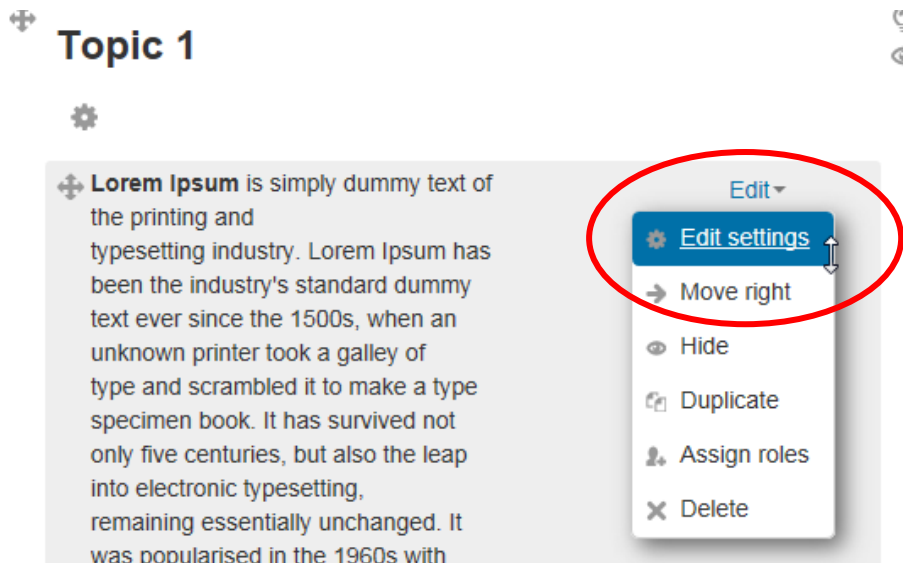 Topic 1
Lorem Ipsum is simply dummy text of
the printing and
typesetting industry. Lorem Ipsum has
been the industry's standard dummy
text ever since the 1500s, when an
unknown printer took a galley of
type and scrambled it to make a type
specimen book. It has survived not
only five centuries, but also the leap
into electronic typesetting,
remaining essentially unchanged. It
was popularised in the 1960s with
Edit
Edit settings
Move right
Hide
Duplicate
Assign roles
Delete